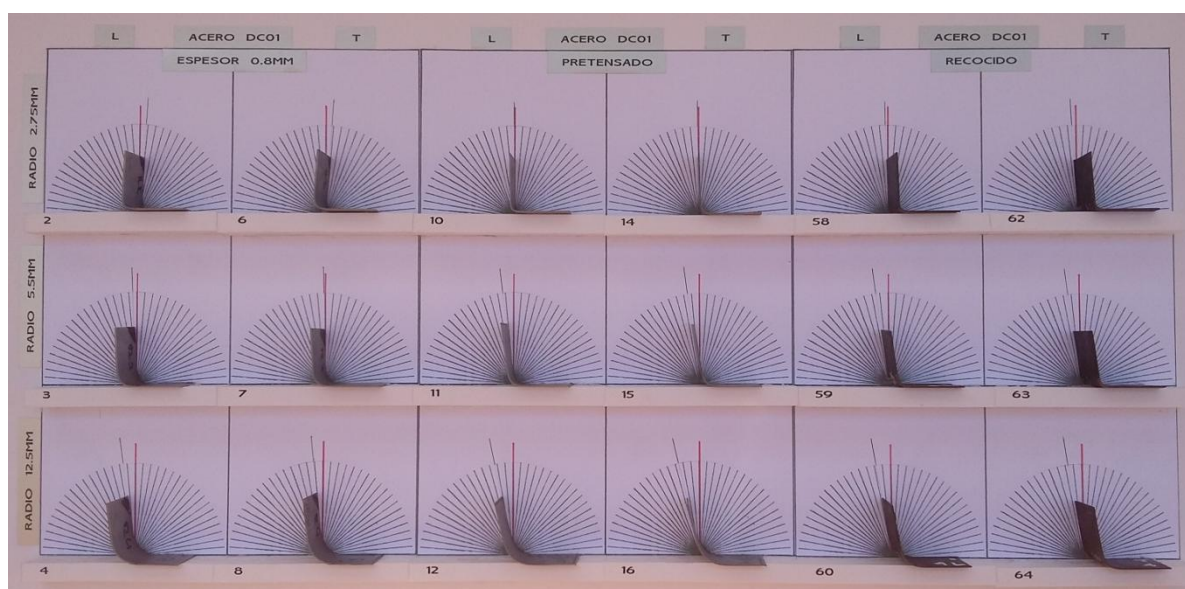 L ACERO DC01 T L ACERO DC01 T L ACERO DC01 T
ESPESOR 0.8MM PRETENSADO RECOCIDO
RADIO 2.75MM
2 6 10 14 58 62
RADIO 5.5MM
3 7 11 15 59 63
RADIO 12.5MM
4 8 12 16 60 64